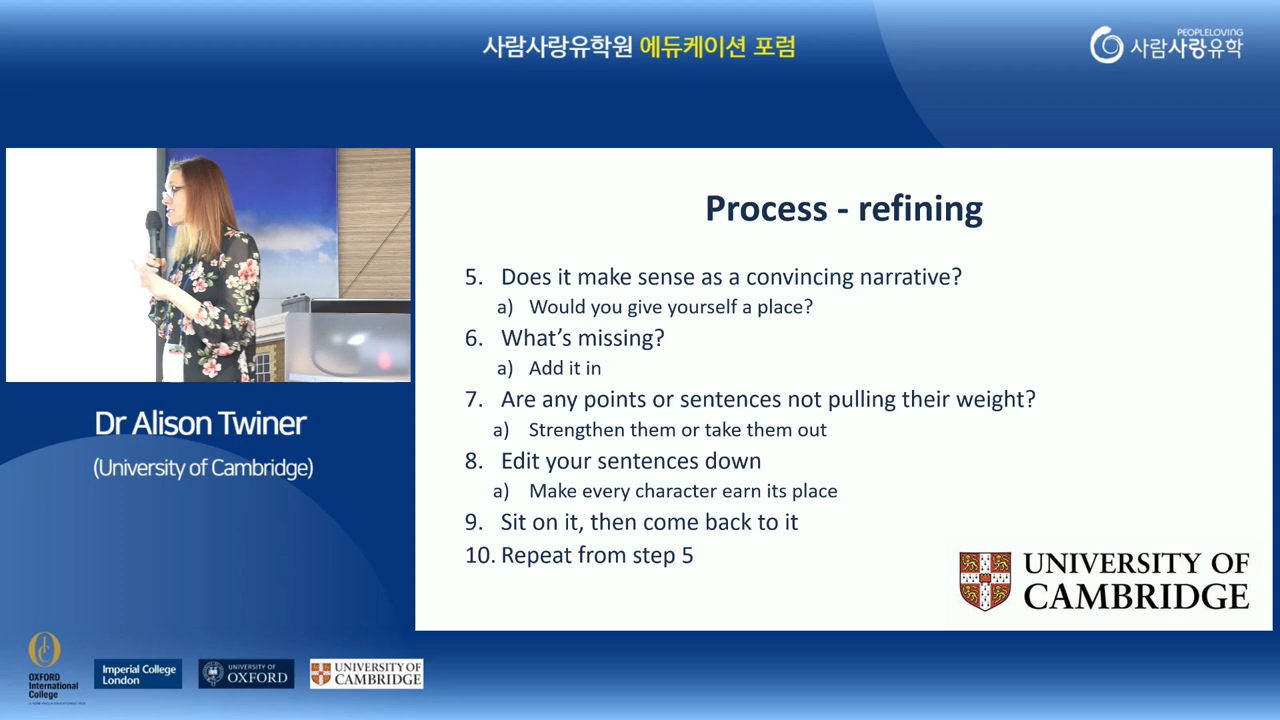 사람사랑유학원 에듀케이션 포럼
PEOPLELOVING
사람사랑유학
Process - refining
5. Does it make sense as a convincing narrative?
a) Would you give yourself a place?
6. What’s missing?
a) Add it in
7. Are any points or sentences not pulling their weight?
a) Strengthen them or take them out
8. Edit your sentences down
a) Make every character earn its place
9. Sit on it, then come back to it
10. Repeat from step 5
UNIVERSITY OF
CAMBRIDGE
Dr Alison Twiner
(University of Cambridge)
OXFORD
International
College
Imperial College
London
UNIVERSITY OF
OXFORD
UNIVERSITY OF
CAMBRIDGE